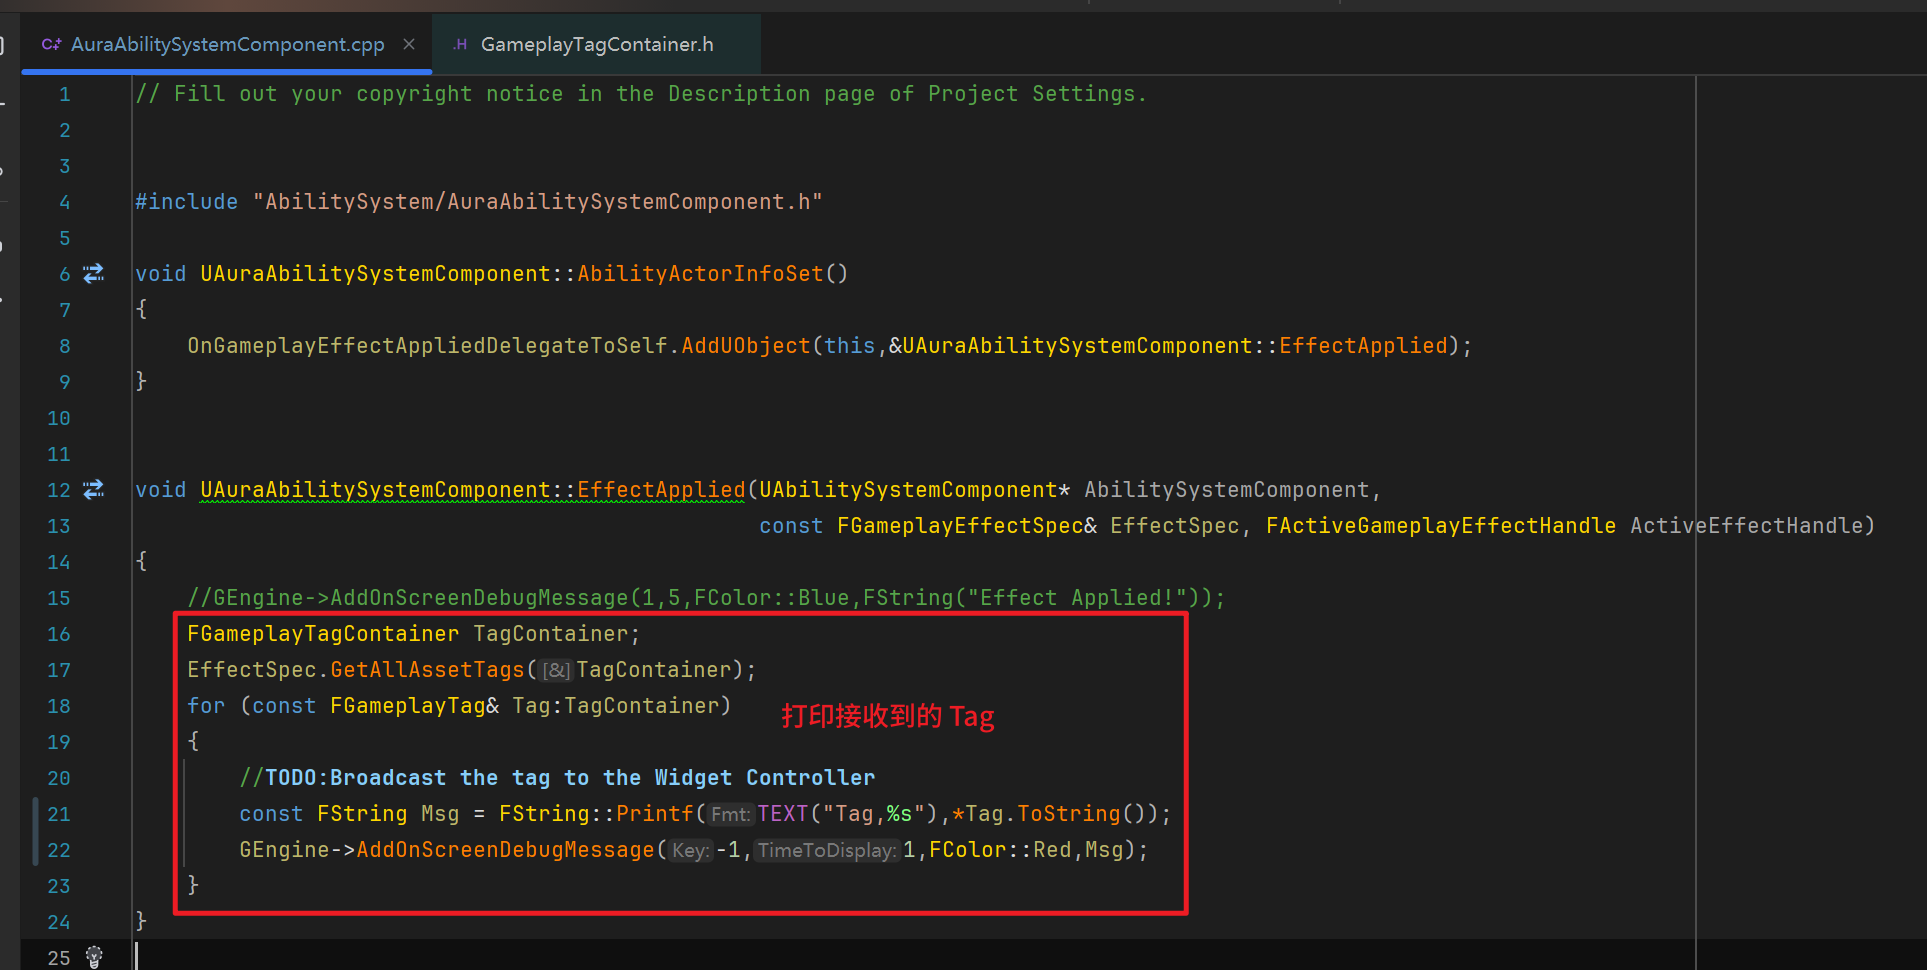 AuraAbilitySystemComponent.cpp
GameplayTagContainer.h
1 // Fill out your copyright notice in the Description page of Project Settings.
2
3
4 #include "AbilitySystem/AuraAbilitySystemComponent.h"
5
6 void UAuraAbilitySystemComponent::AbilityActorInfoSet()
7 {
8 OnGameplayEffectAppliedDelegateToSelf.AddUObject(this,&UAuraAbilitySystemComponent::EffectApplied);
9 }
10
11
12 void UAuraAbilitySystemComponent::EffectApplied(UAbilitySystemComponent* AbilitySystemComponent,
13 const FGameplayEffectSpec& EffectSpec, FActiveGameplayEffectHandle ActiveEffectHandle)
14 {
15 //GEngine->AddOnScreenDebugMessage(1,5,FColor::Blue,FString("Effect Applied!"));
16 FGameplayTagContainer TagContainer;
17 EffectSpec.GetAllAssetTags([&]TagContainer);
18 for (const FGameplayTag& Tag:TagContainer)
打印接收到的 Tag
19 {
20 //TODO:Broadcast the tag to the Widget Controller
21 const FString Msg = FString::Printf(Fmt:TEXT("Tag,%s"),*Tag.ToString());
22 GEngine->AddOnScreenDebugMessage(Key:-1,TimeToDisplay:1,FColor::Red,Msg);
23 }
24 }
25